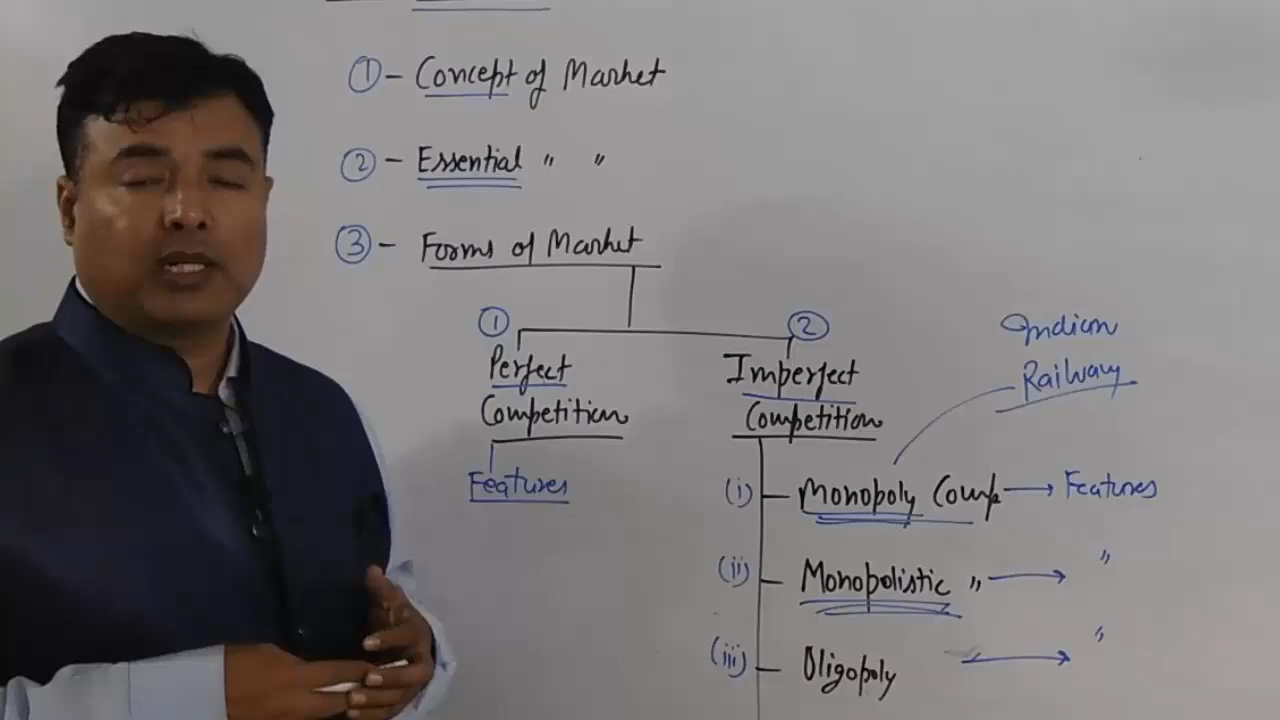 ① - Concept of Market
② - Essential " "
③ - Forms of Market
① ②
Perfect Competition
Features
Imperfect Competition
Indian Railway
(i) Monopoly Comp → Features
(ii) Monopolistic " → "
(iii) Oligopoly → "